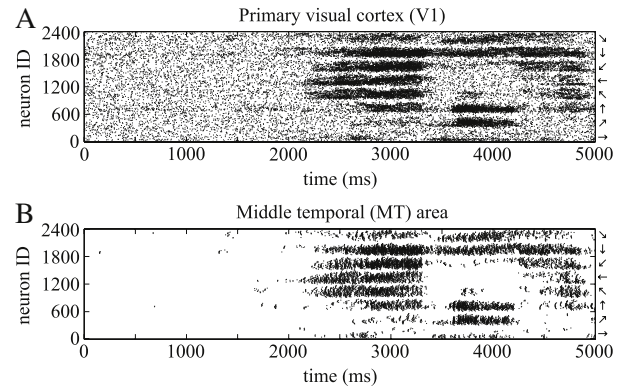 A
Primary visual cortex (V1)
neuron ID
2400
1800
1200
600
0
↘
↓
↙
←
↖
↑
↗
→
0 1000 2000 3000 4000 5000
time (ms)
B
Middle temporal (MT) area
neuron ID
2400
1800
1200
600
0
↘
↓
↙
←
↖
↑
↗
→
0 1000 2000 3000 4000 5000
time (ms)